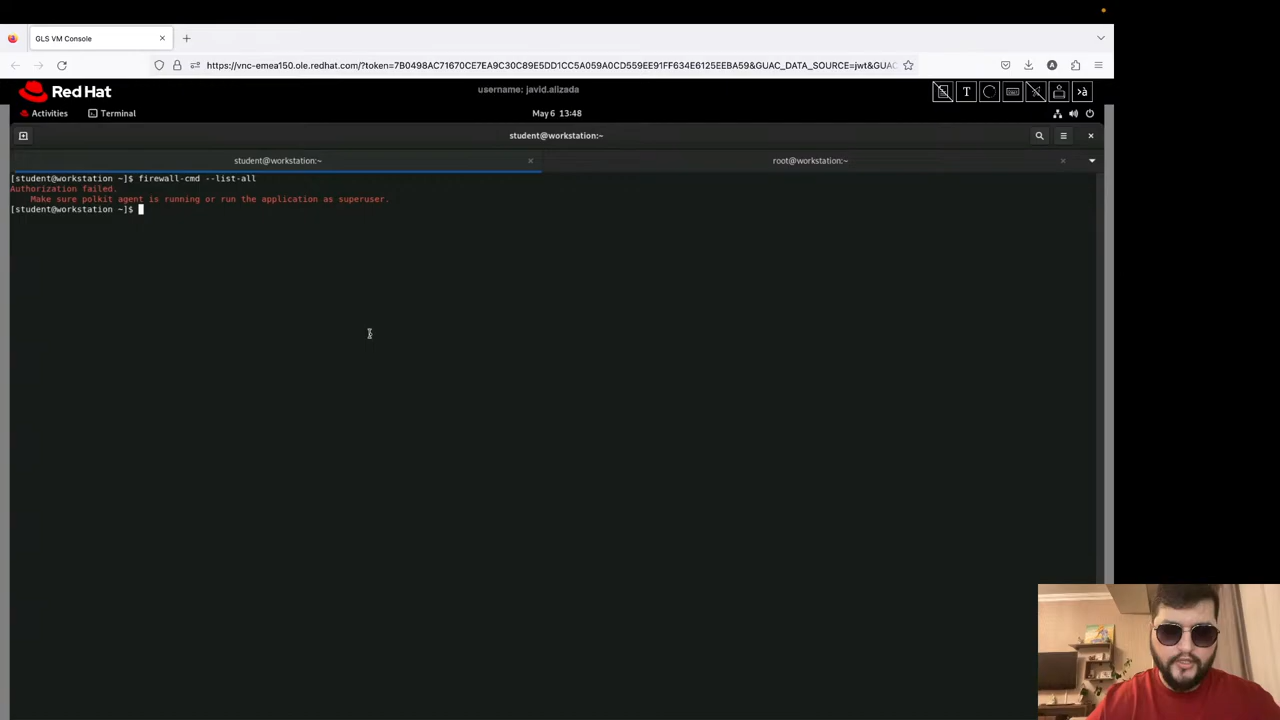 GLS VM Console
https://vnc-emea150.ole.redhat.com/?token=7B0498AC71670CE7EA9C30C89E5DD1CC5A059A0CD559EE91FF634E6125EEBA59&GUAC_DATA_SOURCE=jwt&GUAC
Red Hat
username: javid.alizada
T
>à
Activities
Terminal
May 6 13:48
student@workstation:~
student@workstation:~
root@workstation:~
[student@workstation ~]$ firewall-cmd --list-all
Authorization failed.
Make sure polkit agent is running or run the application as superuser.
[student@workstation ~]$